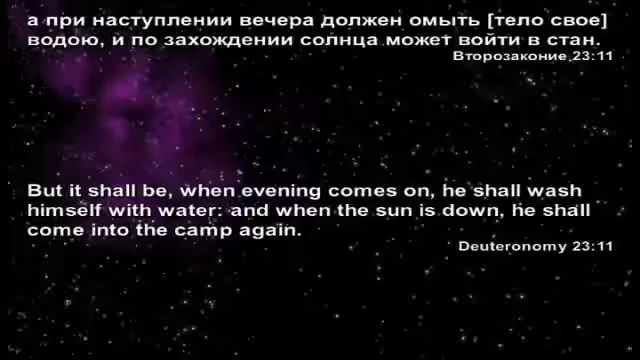 а при наступлении вечера должен омыть [тело свое]
водою, и по захождении солнца может войти в стан.
Второзаконие 23:11
But it shall be, when evening comes on, he shall wash
himself with water: and when the sun is down, he shall
come into the camp again.
Deuteronomy 23:11